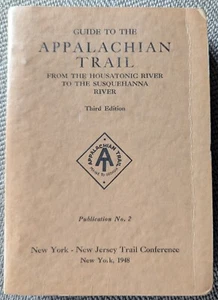 GUIDE TO THE
APPALACHIAN
TRAIL
FROM THE HOUSATONIC RIVER
TO THE SUSQUEHANNA
RIVER
Third Edition
APPALACHIAN TRAIL
Publication No. 2
New York - New Jersey Trail Conference
New York, 1948